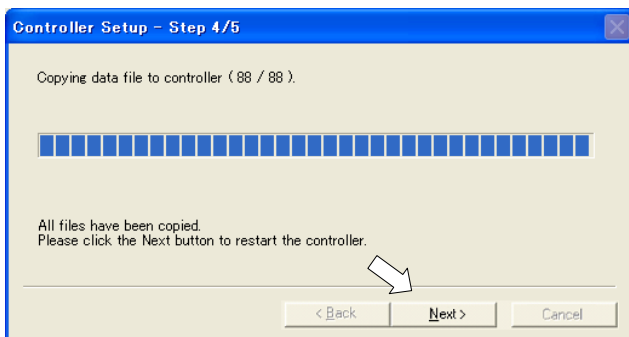 Controller Setup - Step 4/5
Copying data file to controller ( 88 / 88 ).
All files have been copied.
Please click the Next button to restart the controller.
< Back
Next >
Cancel